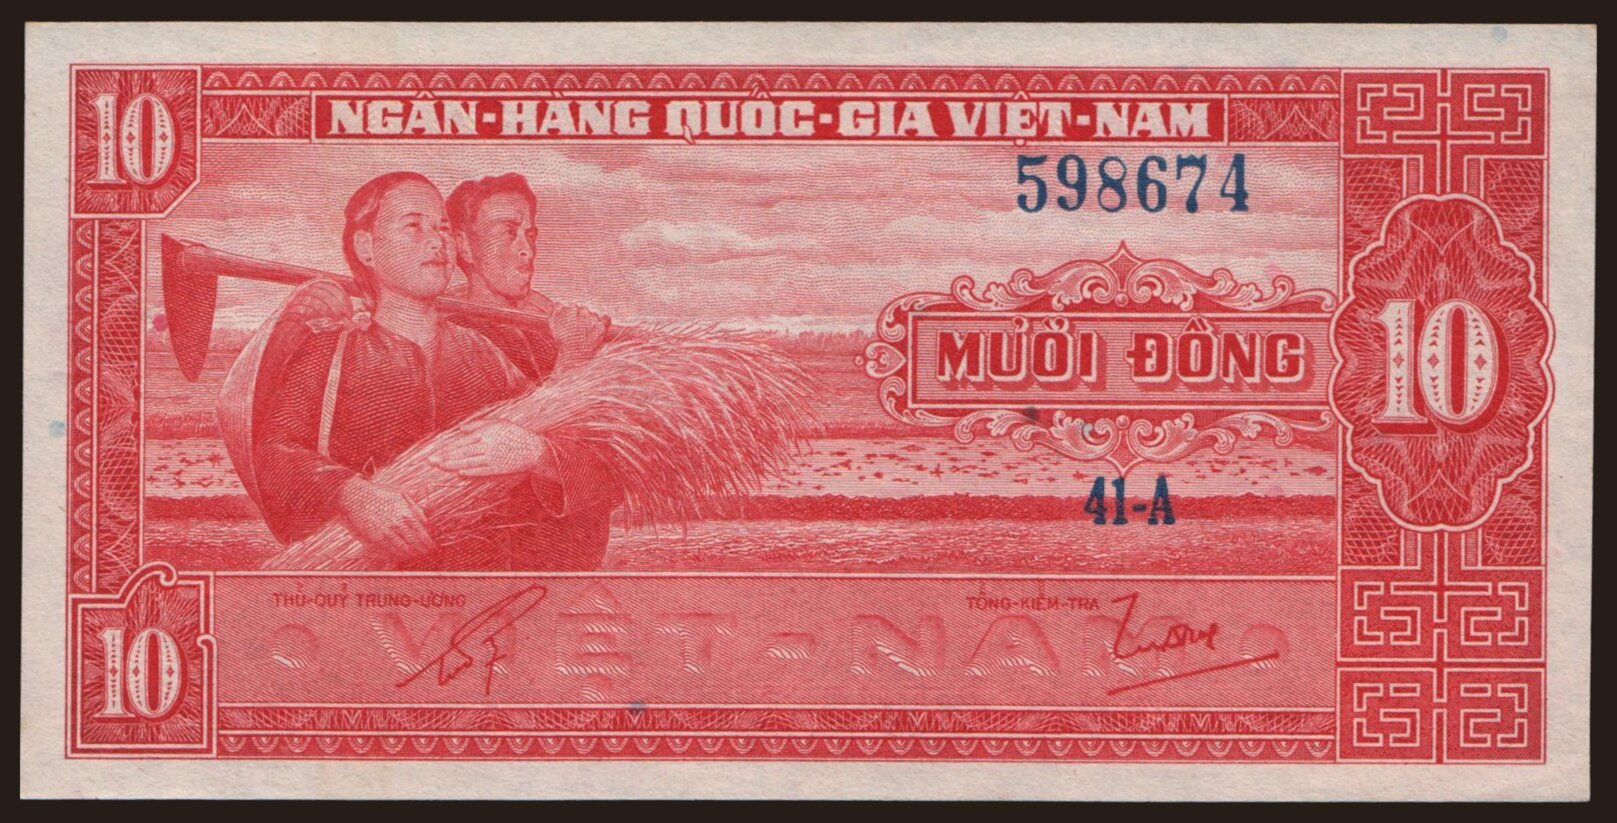 10
NGÂN-HÀNG QUỐC-GIA VIỆT-NAM
598674
MƯỜI ĐỒNG
10
41-A
THỦ-QUỸ TRUNG-ƯƠNG
TỔNG-KIỂM-TRA
VIỆT-NAM
10